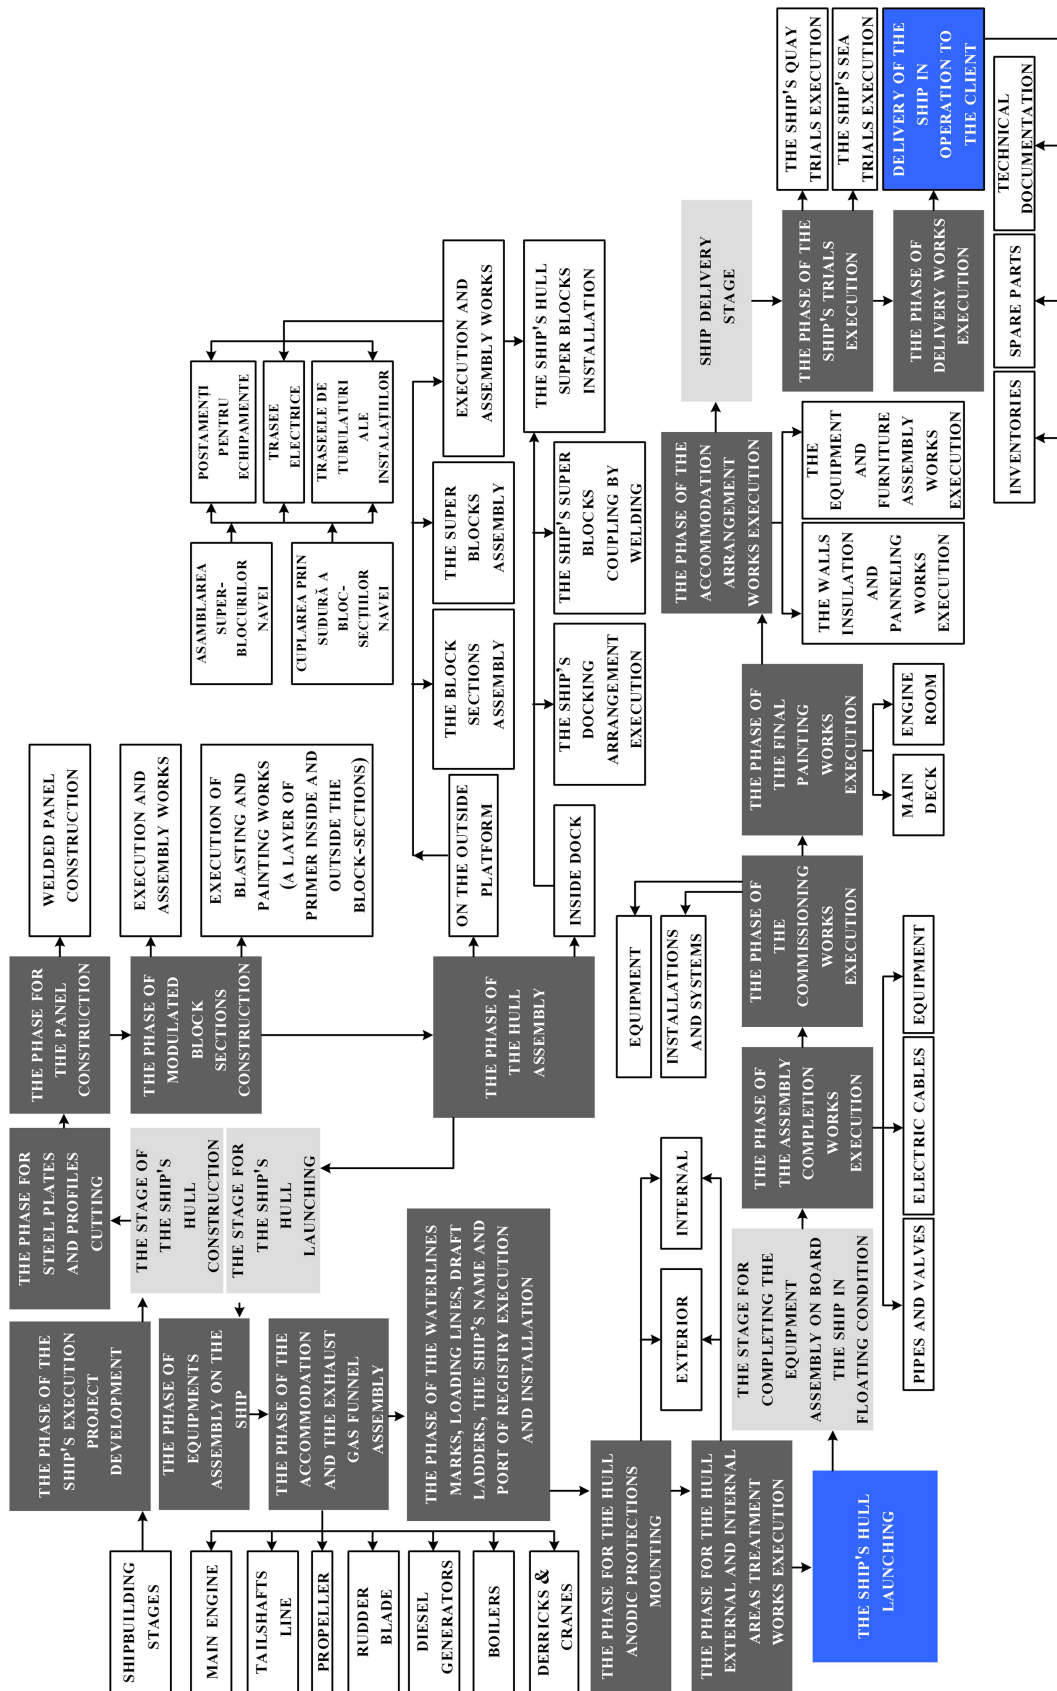 SHIPBUILDING
STAGES
THE PHASE OF THE
SHIP'S EXECUTION
PROJECT
DEVELOPMENT
THE PHASE FOR
STEEL PLATES
AND PROFILES
CUTTING
THE PHASE FOR
THE PANEL
CONSTRUCTION
WELDED PANEL
CONSTRUCTION
THE STAGE OF
THE SHIP'S
HULL
CONSTRUCTION
THE PHASE OF
MODULATED
BLOCK
SECTIONS
CONSTRUCTION
EXECUTION AND
ASSEMBLY WORKS
EXECUTION OF
BLASTING AND
PAINTING WORKS
(A LAYER OF
PRIMER INSIDE AND
OUTSIDE THE
BLOCK-SECTIONS)
ASAMBLAREA
SUPER-
BLOCURILOR
NAVEI
CUPLAREA PRIN
SUDURĂ A
BLOC-
SECȚIILOR
NAVEI
POSTAMENȚI
PENTRU
ECHIPAMENTE
TRASEE
ELECTRICE
TRASEELE DE
TUBULATURI
ALE
INSTALAȚIILOR
MAIN ENGINE
TAILSHAFTS
LINE
PROPELLER
RUDDER
BLADE
DIESEL
GENERATORS
BOILERS
DERRICKS &
CRANES
THE PHASE OF
EQUIPMENTS
ASSEMBLY ON THE
SHIP
THE STAGE FOR
THE SHIP'S
HULL
LAUNCHING
THE PHASE OF THE
ACCOMMODATION
AND THE EXHAUST
GAS FUNNEL
ASSEMBLY
THE PHASE OF THE WATERLINES
MARKS, LOADING LINES, DRAFT
LADDERS, THE SHIP'S NAME AND
PORT OF REGISTRY EXECUTION
AND INSTALLATION
THE PHASE OF
THE HULL
ASSEMBLY
ON THE OUTSIDE
PLATFORM
INSIDE DOCK
THE BLOCK
SECTIONS
ASSEMBLY
THE SUPER
BLOCKS
ASSEMBLY
EXECUTION AND
ASSEMBLY WORKS
THE SHIP'S
DOCKING
ARRANGEMENT
EXECUTION
THE SHIP'S SUPER
BLOCKS
COUPLING BY
WELDING
THE SHIP'S HULL
SUPER BLOCKS
INSTALLATION
THE PHASE FOR THE HULL
ANODIC PROTECTIONS
MOUNTING
EXTERIOR
INTERNAL
THE PHASE FOR THE HULL
EXTERNAL AND INTERNAL
AREAS TREATMENT
WORKS EXECUTION
THE SHIP'S HULL
LAUNCHING
THE STAGE FOR
COMPLETING THE
EQUIPMENT
ASSEMBLY ON BOARD
THE SHIP IN
FLOATING CONDITION
THE PHASE OF
THE ASSEMBLY
COMPLETION
WORKS
EXECUTION
PIPES AND VALVES
ELECTRIC CABLES
EQUIPMENT
EQUIPMENT
INSTALLATIONS
AND SYSTEMS
THE PHASE OF
THE
COMMISSIONING
WORKS
EXECUTION
THE PHASE OF
THE FINAL
PAINTING
WORKS
EXECUTION
MAIN
DECK
ENGINE
ROOM
THE PHASE OF THE
ACCOMMODATION
ARRANGEMENT
WORKS EXECUTION
THE WALLS
INSULATION
AND
PANNELING
WORKS
EXECUTION
THE
EQUIPMENT
AND
FURNITURE
ASSEMBLY
WORKS
EXECUTION
SHIP DELIVERY
STAGE
THE PHASE OF THE
SHIP'S TRIALS
EXECUTION
THE SHIP'S QUAY
TRIALS EXECUTION
THE SHIP'S SEA
TRIALS EXECUTION
THE PHASE OF
DELIVERY WORKS
EXECUTION
DELIVERY OF THE
SHIP IN
OPERATION TO
THE CLIENT
INVENTORIES
SPARE PARTS
TECHNICAL
DOCUMENTATION